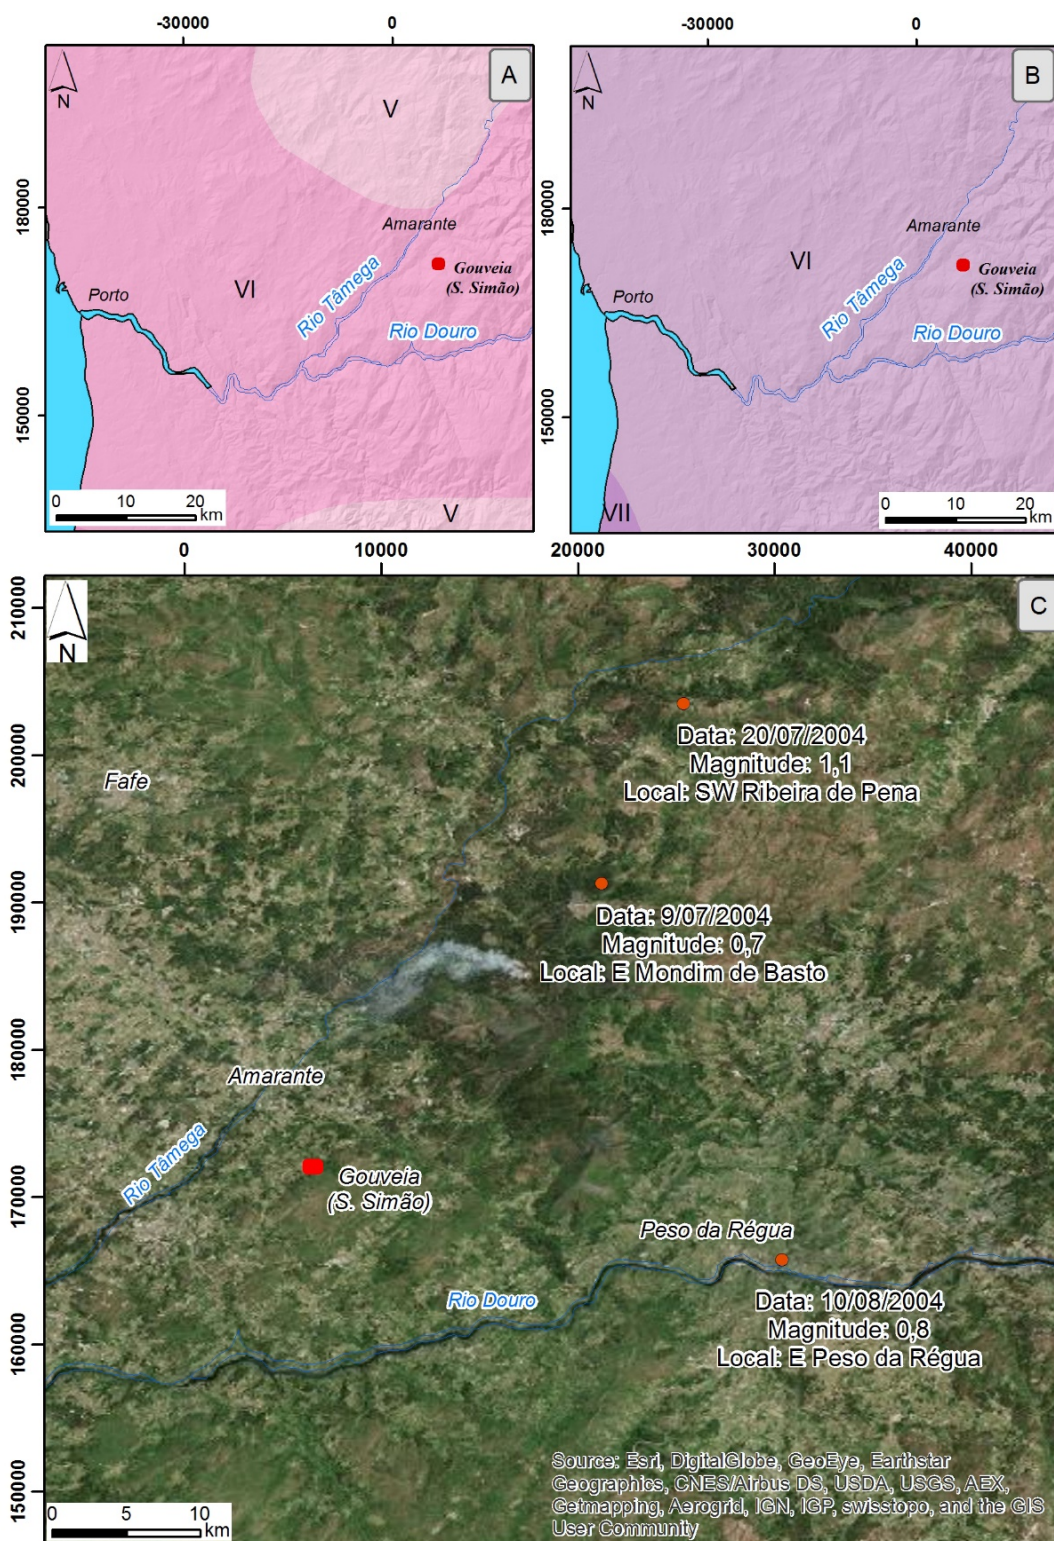 -30000
0
A
N
V
180000
Amarante
Gouveia
(S. Simão)
VI
Rio Tâmega
Porto
Rio Douro
150000
V
0 10 20
km
-30000
0
B
N
180000
Amarante
Gouveia
(S. Simão)
VI
Rio Tâmega
Porto
Rio Douro
150000
VII
0 10 20
km
0 10000 20000 30000 40000
C
N
210000
200000
190000
180000
170000
160000
150000
Data: 20/07/2004
Magnitude: 1,1
Local: SW Ribeira de Pena
Fafe
Data: 9/07/2004
Magnitude: 0,7
Local: E Mondim de Basto
Amarante
Rio Tâmega
Gouveia
(S. Simão)
Peso da Régua
Rio Douro
Data: 10/08/2004
Magnitude: 0,8
Local: E Peso da Régua
Source: Esri, DigitalGlobe, GeoEye, Earthstar
Geographics, CNES/Airbus DS, USDA, USGS, AEX,
Getmapping, Aerogrid, IGN, IGP, swisstopo, and the GIS
User Community
0 5 10
km